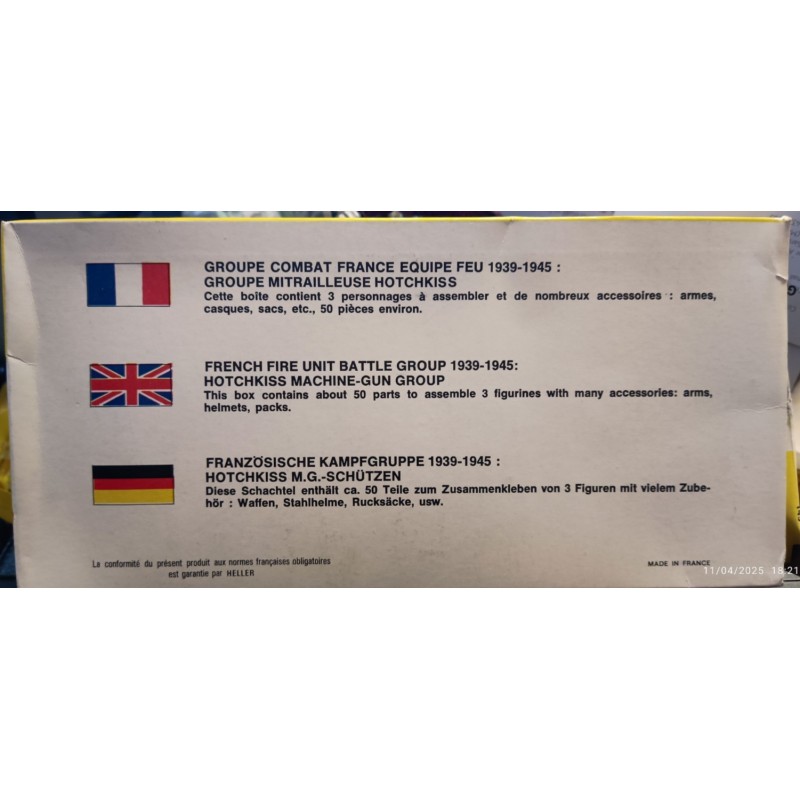 GROUPE COMBAT FRANCE EQUIPE FEU 1939-1945 :
GROUPE MITRAILLEUSE HOTCHKISS
Cette boîte contient 3 personnages à assembler et de nombreux accessoires : armes,
casques, sacs, etc., 50 pièces environ.
FRENCH FIRE UNIT BATTLE GROUP 1939-1945:
HOTCHKISS MACHINE-GUN GROUP
This box contains about 50 parts to assemble 3 figurines with many accessories: arms,
helmets, packs.
FRANZÖSISCHE KAMPFGRUPPE 1939-1945 :
HOTCHKISS M.G.-SCHÜTZEN
Diese Schachtel enthält ca. 50 Teile zum Zusammenkleben von 3 Figuren mit vielem Zube-
hör : Waffen, Stahlhelme, Rucksäcke, usw.
La conformité du présent produit aux normes françaises obligatoires
est garantie par HELLER
MADE IN FRANCE
11/04/2025 18:21